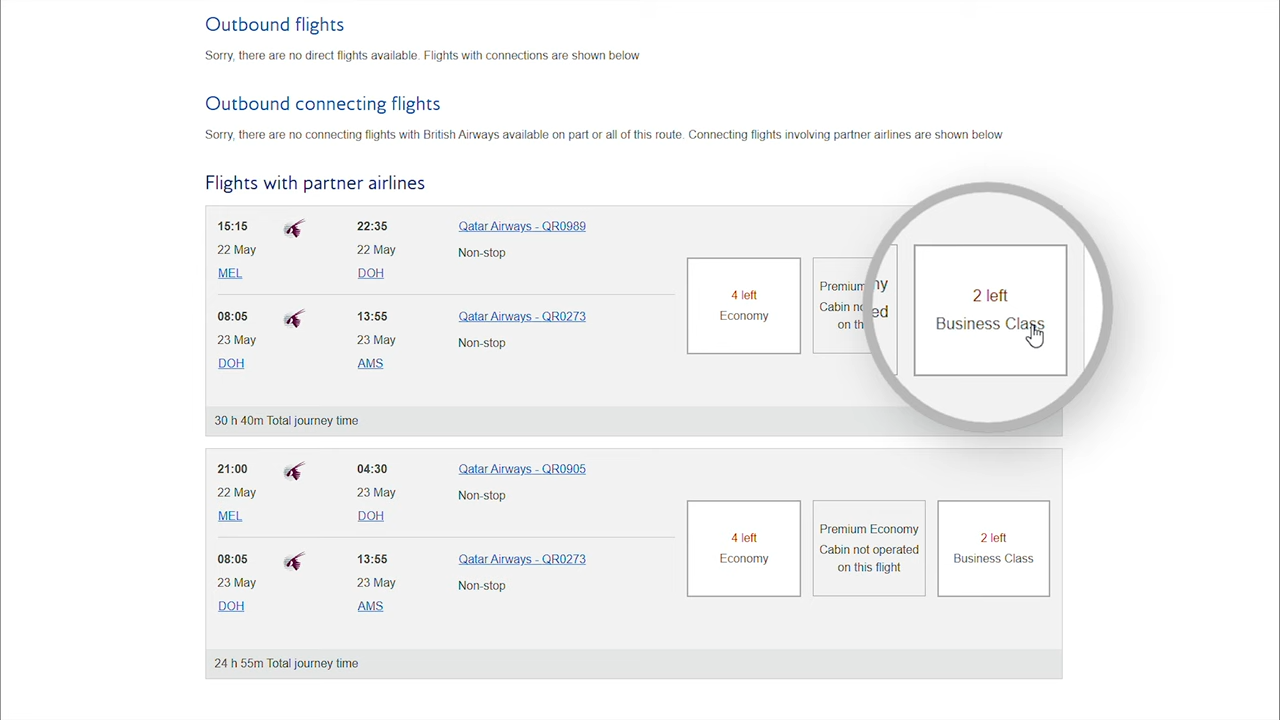 Outbound flights
Sorry, there are no direct flights available. Flights with connections are shown below
Outbound connecting flights
Sorry, there are no connecting flights with British Airways available on part or all of this route. Connecting flights involving partner airlines are shown below
Flights with partner airlines
15:15 22:35 Qatar Airways - QR0989
22 May 22 May Non-stop
MEL DOH
4 left
Economy
Premium ny
Cabin no ed
on th
2 left
Business Class
08:05 13:55 Qatar Airways - QR0273
23 May 23 May Non-stop
DOH AMS
30 h 40m Total journey time
21:00 04:30 Qatar Airways - QR0905
22 May 23 May Non-stop
MEL DOH
4 left
Economy
Premium Economy
Cabin not operated
on this flight
2 left
Business Class
08:05 13:55 Qatar Airways - QR0273
23 May 23 May Non-stop
DOH AMS
24 h 55m Total journey time